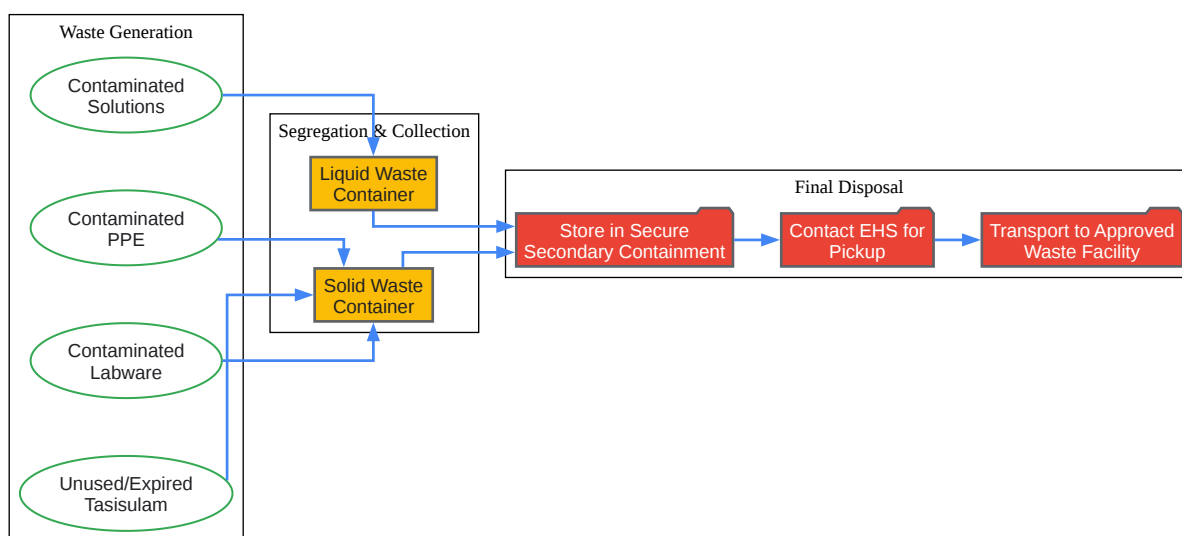 Waste Generation
Contaminated
Solutions
Contaminated
PPE
Contaminated
Labware
Unused/Expired
Tasisulam
Segregation & Collection
Liquid Waste
Container
Solid Waste
Container
Final Disposal
Store in Secure
Secondary Containment
Contact EHS for
Pickup
Transport to Approved
Waste Facility